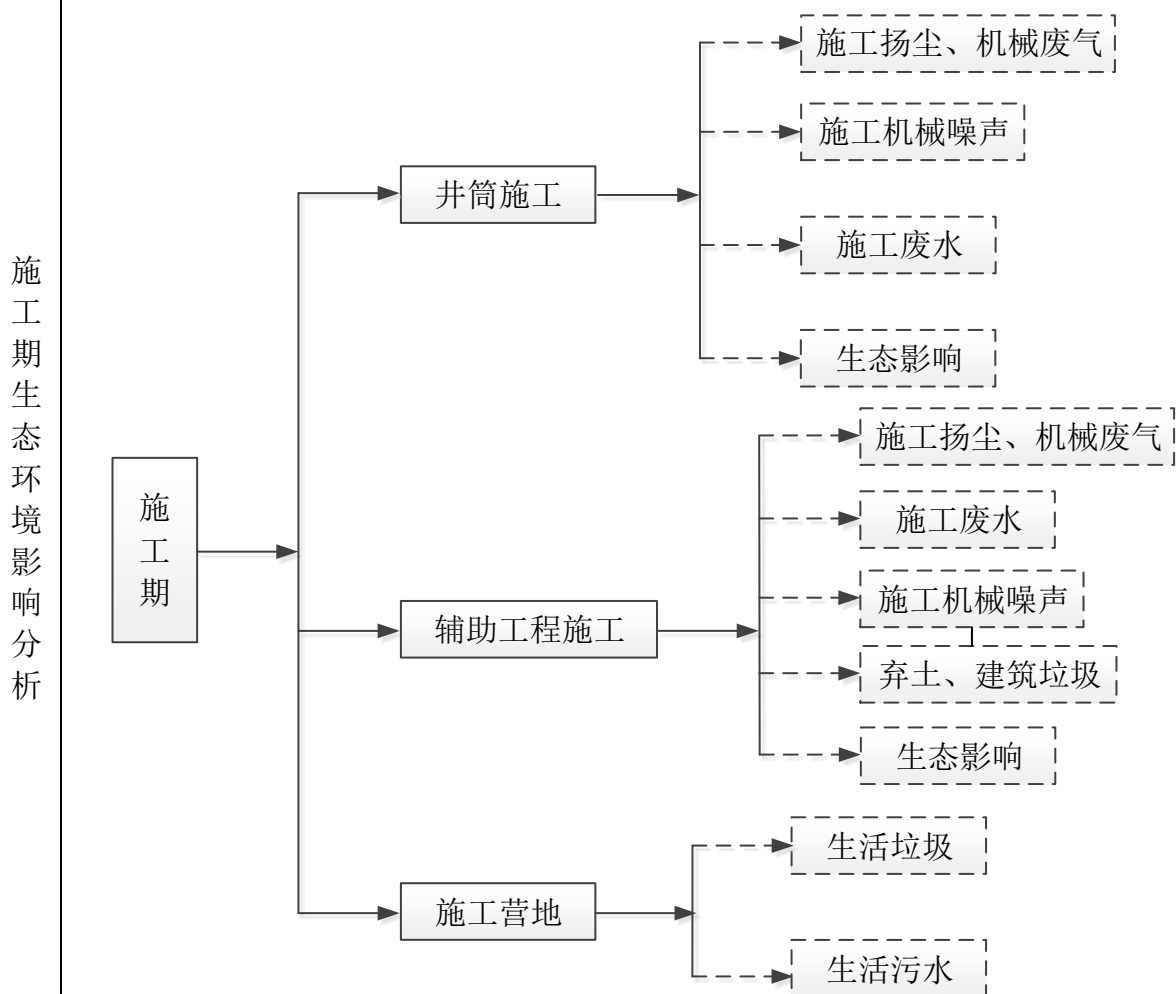 施工期生态环境影响分析
施工期
井筒施工
施工扬尘、机械废气
施工机械噪声
施工废水
生态影响
辅助工程施工
施工扬尘、机械废气
施工废水
施工机械噪声
弃土、建筑垃圾
生态影响
施工营地
生活垃圾
生活污水